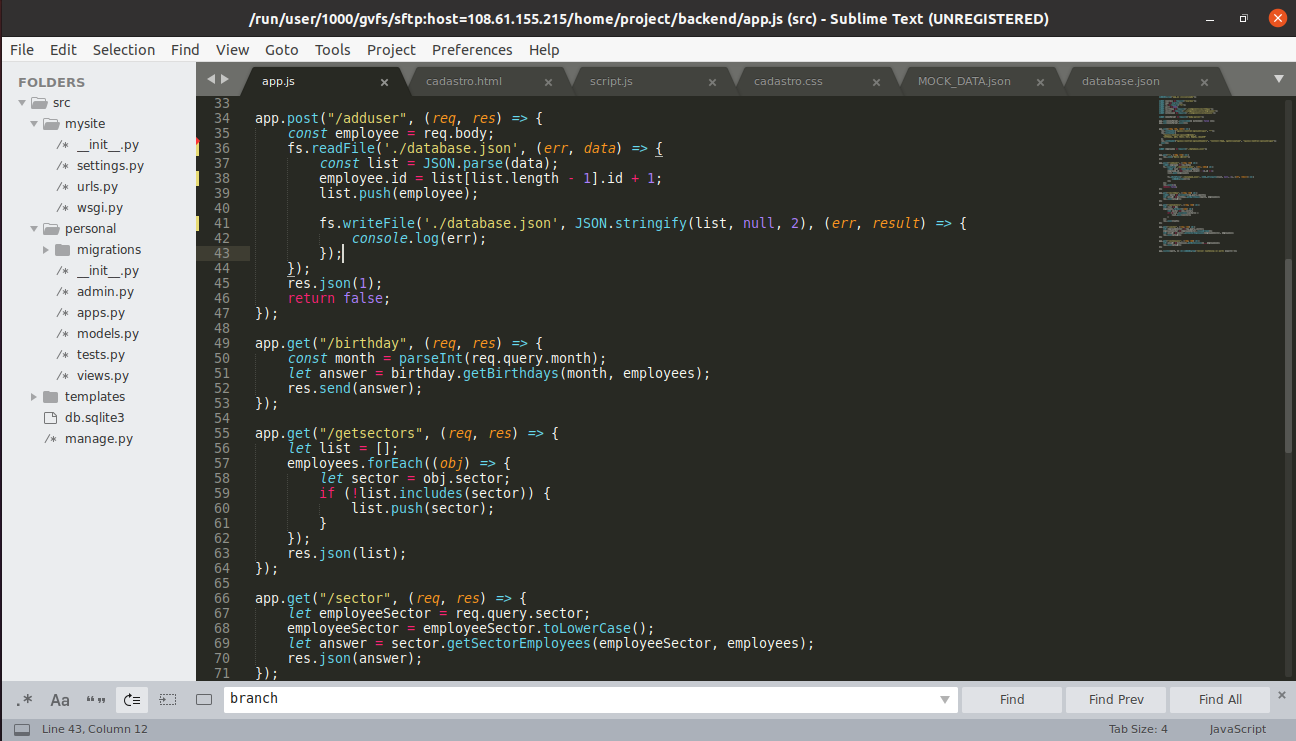 /run/user/1000/gvfs/sftp:host=108.61.155.215/home/project/backend/app.js (src) - Sublime Text (UNREGISTERED)
File Edit Selection Find View Goto Tools Project Preferences Help
FOLDERS
src
mysite
/* __init__.py
/* settings.py
/* urls.py
/* wsgi.py
personal
migrations
/* __init__.py
/* admin.py
/* apps.py
/* models.py
/* tests.py
/* views.py
templates
db.sqlite3
/* manage.py
app.js × cadastro.html × script.js × cadastro.css × MOCK_DATA.json × database.json ×
33
34 app.post("/adduser", (req, res) => {
35     const employee = req.body;
36     fs.readFile('./database.json', (err, data) => {
37         const list = JSON.parse(data);
38         employee.id = list[list.length - 1].id + 1;
39         list.push(employee);
40
41         fs.writeFile('./database.json', JSON.stringify(list, null, 2), (err, result) => {
42             console.log(err);
43         });
44     });
45     res.json(1);
46     return false;
47 });
48
49 app.get("/birthday", (req, res) => {
50     const month = parseInt(req.query.month);
51     let answer = birthday.getBirthdays(month, employees);
52     res.send(answer);
53 });
54
55 app.get("/getsectors", (req, res) => {
56     let list = [];
57     employees.forEach((obj) => {
58         let sector = obj.sector;
59         if (!list.includes(sector)) {
60             list.push(sector);
61         }
62     });
63     res.json(list);
64 });
65
66 app.get("/sector", (req, res) => {
67     let employeeSector = req.query.sector;
68     employeeSector = employeeSector.toLowerCase();
69     let answer = sector.getSectorEmployees(employeeSector, employees);
70     res.json(answer);
71 });
.* Aa “” branch Find Find Prev Find All ×
Line 43, Column 12 Tab Size: 4 JavaScript